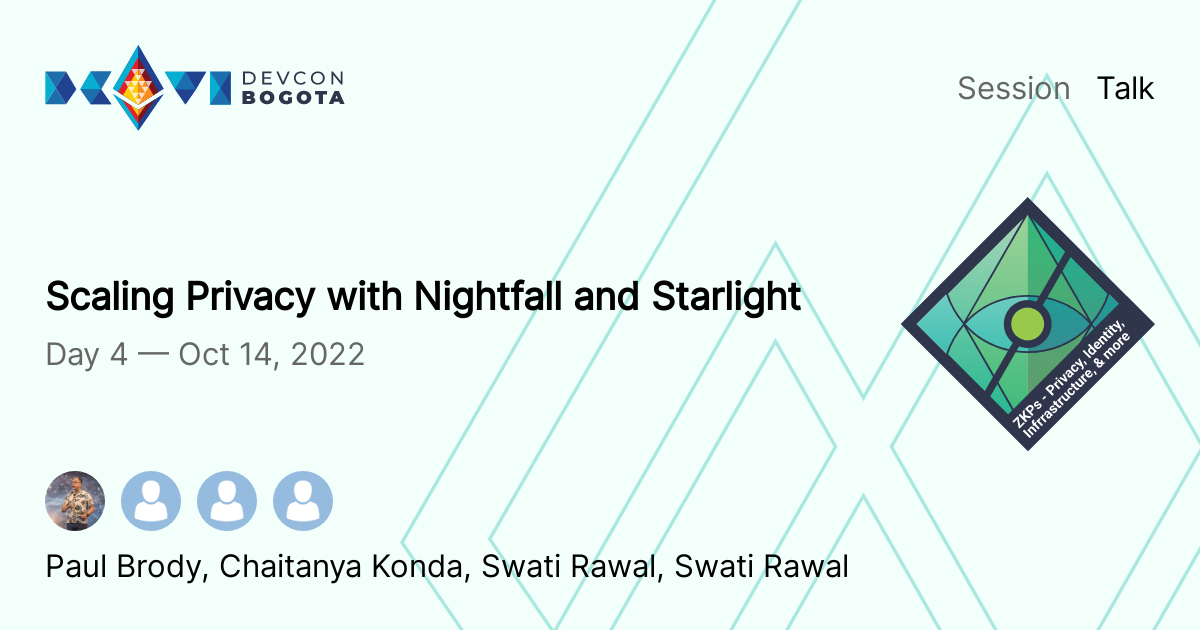 DEVCON
BOGOTA
Session Talk
Scaling Privacy with Nightfall and Starlight
Day 4 — Oct 14, 2022
ZKPs - Privacy, Identity,
Infrrastructure, & more
Paul Brody, Chaitanya Konda, Swati Rawal, Swati Rawal